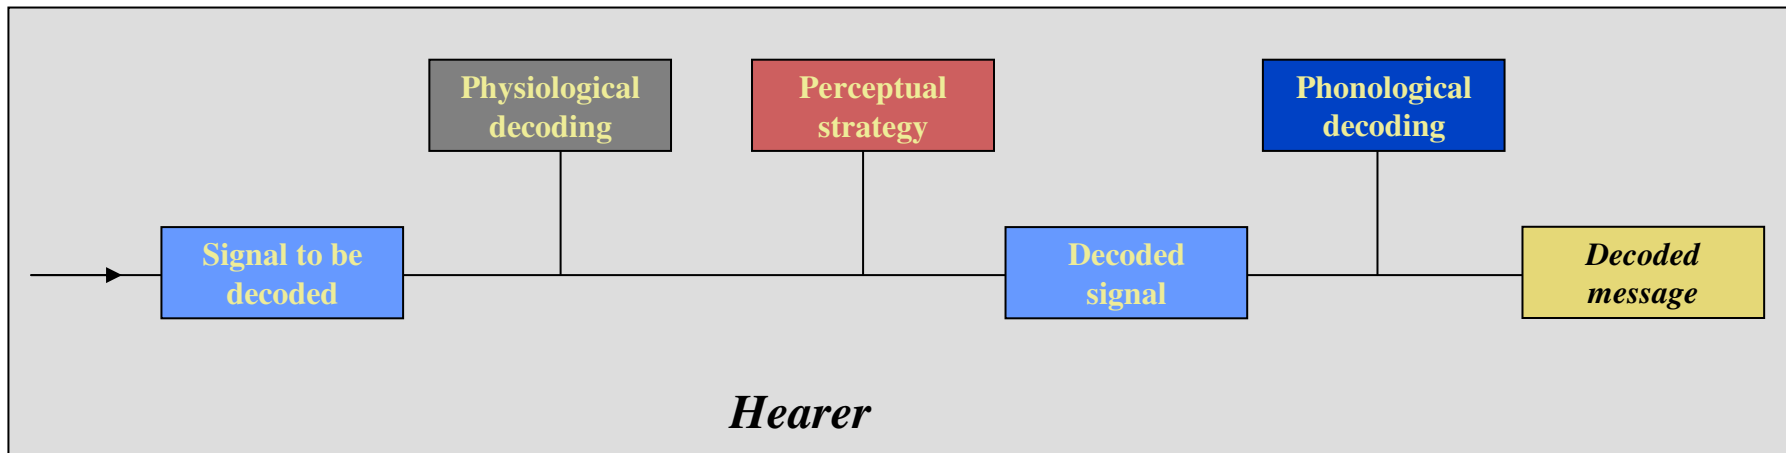 Physiological
decoding
Perceptual
strategy
Phonological
decoding
Signal to be
decoded
Decoded
signal
Decoded
message
Hearer